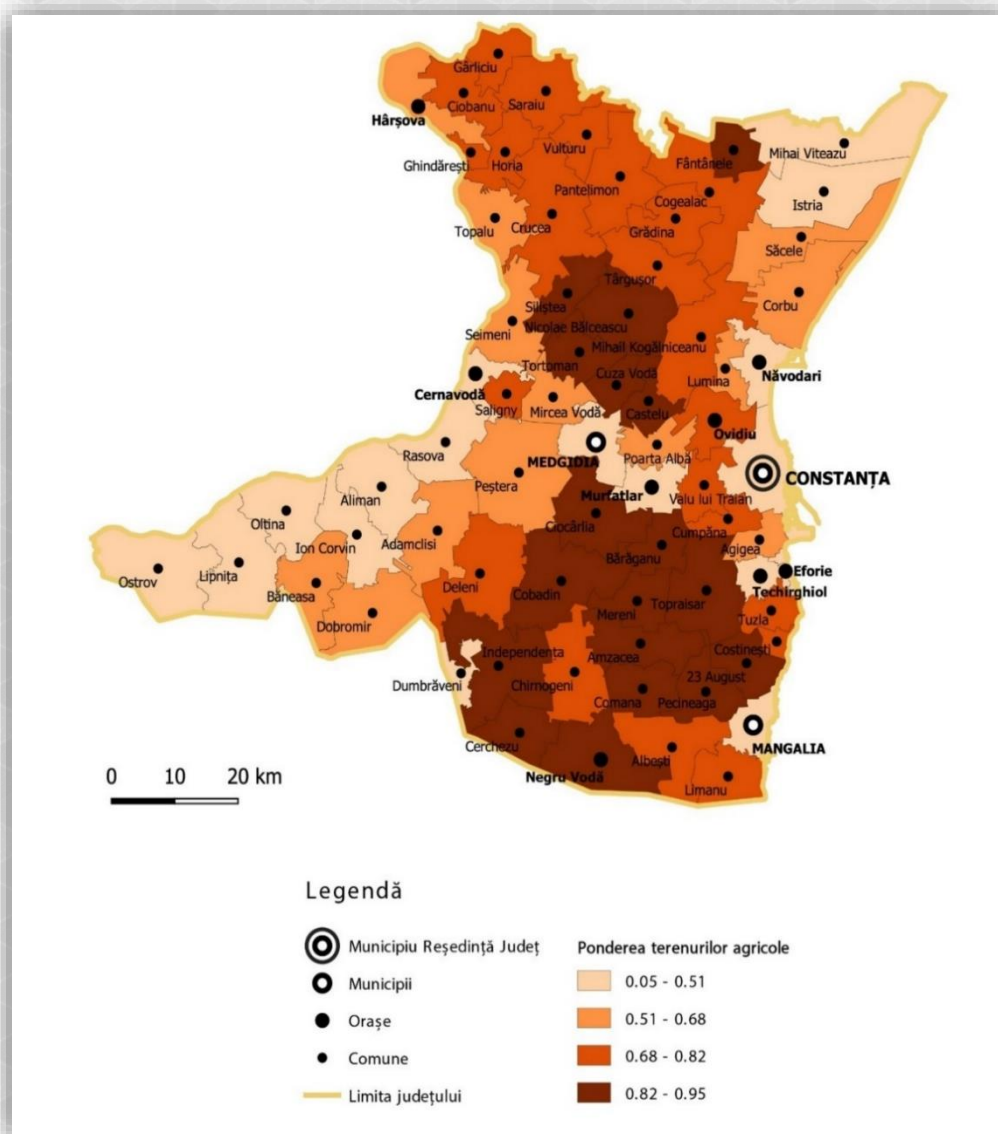 Gârliciu
Ciobanu
Saraiu
Hârșova
Vulturu
Fântânele
Mihai Viteazu
Ghindărești
Horia
Pantelimon
Cogealac
Istria
Topalu
Crucea
Grădina
Săcele
Târgușor
Corbu
Siliștea
Nicolae Bălcescu
Seimeni
Mihail Kogălniceanu
Tortoman
Cuza Vodă
Lumina
Năvodari
Cernavodă
Saligny
Mircea Vodă
Castelu
Ovidiu
Rasova
MEDGIDIA
Poarta Albă
CONSTANȚA
Peștera
Murfatlar
Valu lui Traian
Aliman
Ciocârlia
Cumpăna
Oltina
Ion Corvin
Adamclisi
Bărăganu
Agigea
Ostrov
Lipnița
Băneasa
Deleni
Cobadin
Eforie
Techirghiol
Dobromir
Mereni
Topraisar
Tuzla
Independența
Amzacea
Costinești
Dumbrăveni
Chirnogeni
23 August
Comana
Pecineaga
Cerchezu
MANGALIA
Negru Vodă
Albești
Limanu
0 10 20 km
Legendă
Municipiu Reședință Județ
Municipii
Orașe
Comune
Limita județului
Ponderea terenurilor agricole
0.05 - 0.51
0.51 - 0.68
0.68 - 0.82
0.82 - 0.95